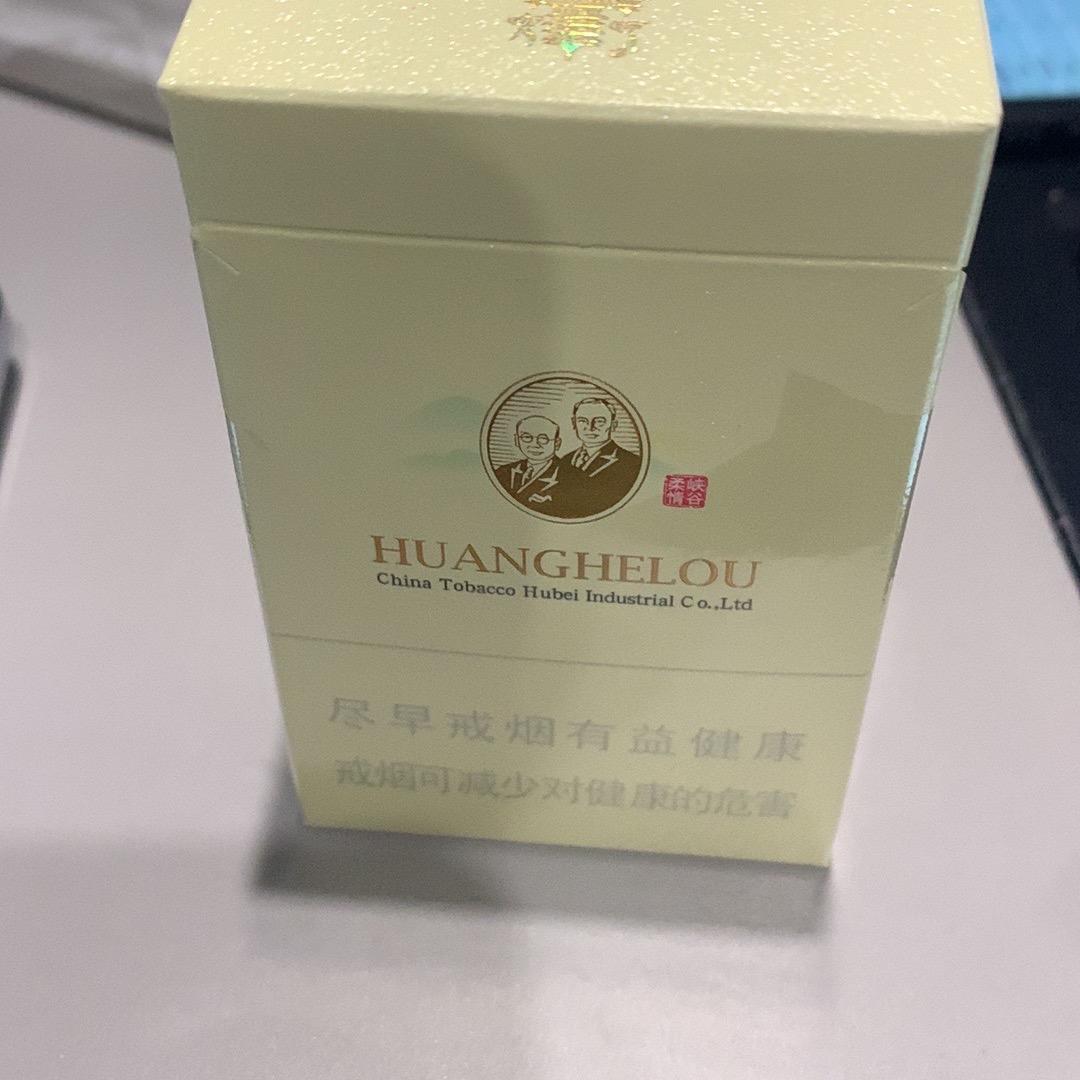 峡谷
柔情
HUANGHELOU
China Tobacco Hubei Industrial Co.,Ltd
尽早戒烟有益健康
戒烟可减少对健康的危害